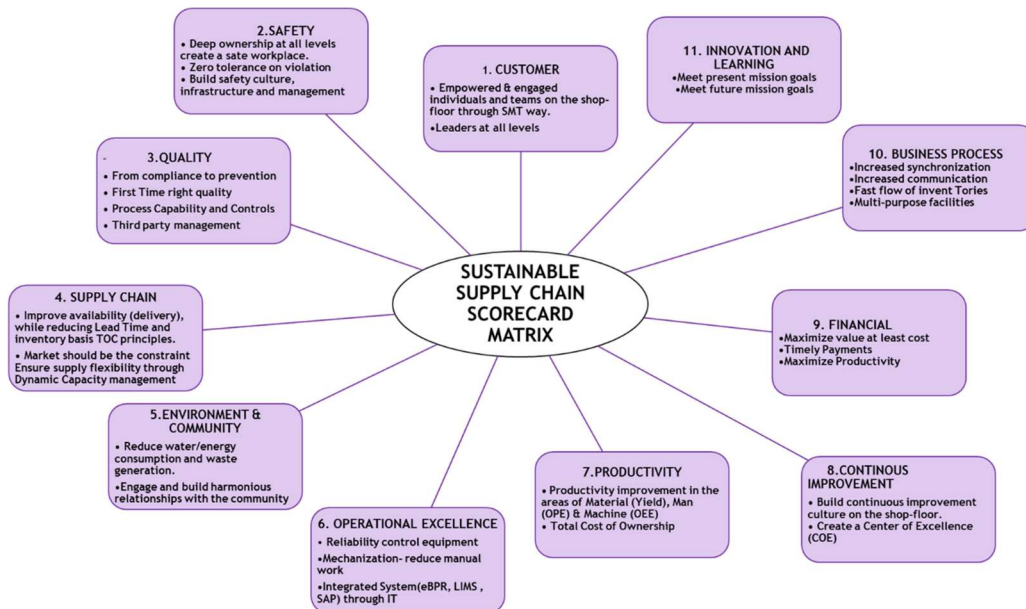 SUSTAINABLE
SUPPLY CHAIN
SCORECARD
MATRIX
1. CUSTOMER
• Empowered & engaged
individuals and teams on the shop-
floor through SMT way.
•Leaders at all levels
2.SAFETY
• Deep ownership at all levels
create a sate workplace.
• Zero tolerance on violation
• Build safety culture,
infrastructure and management
- 3.QUALITY
• From compliance to prevention
• First Time right quality
• Process Capability and Controls
• Third party management
4. SUPPLY CHAIN
• Improve availability (delivery),
while reducing Lead Time and
inventory basis TOC principles.
• Market should be the constraint
Ensure supply flexibility through
Dynamic Capacity management
5.ENVIRONMENT &
COMMUNITY
• Reduce water/energy
consumption and waste
generation.
•Engage and build harmonious
relationships with the community
6. OPERATIONAL EXCELLENCE
• Reliability control equipment
•Mechanization- reduce manual
work
•Integrated System(eBPR, LIMS ,
SAP) through IT
7.PRODUCTIVITY
• Productivity improvement in the
areas of Material (Yield), Man
(OPE) & Machine (OEE)
• Total Cost of Ownership
8.CONTINOUS
IMPROVEMENT
• Build continuous improvement
culture on the shop-floor.
• Create a Center of Excellence
(COE)
9. FINANCIAL
•Maximize value at least cost
•Timely Payments
•Maximize Productivity
10. BUSINESS PROCESS
•Increased synchronization
•Increased communication
•Fast flow of invent Tories
•Multi-purpose facilities
11. INNOVATION AND
LEARNING
•Meet present mission goals
•Meet future mission goals